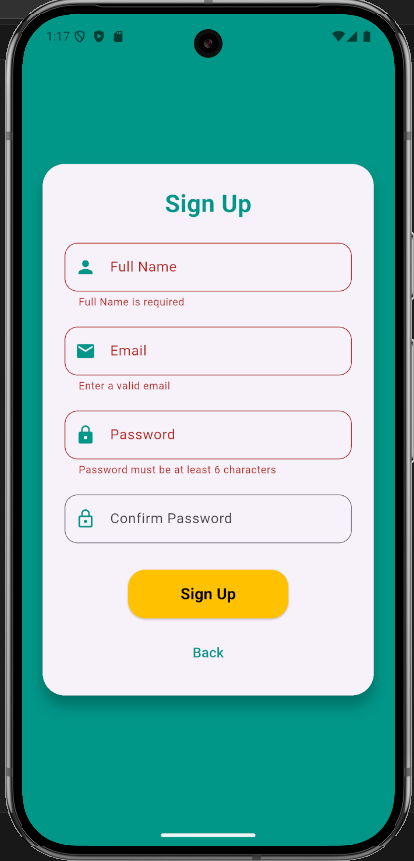 1:17
Sign Up
Full Name
Full Name is required
Email
Enter a valid email
Password
Password must be at least 6 characters
Confirm Password
Sign Up
Back